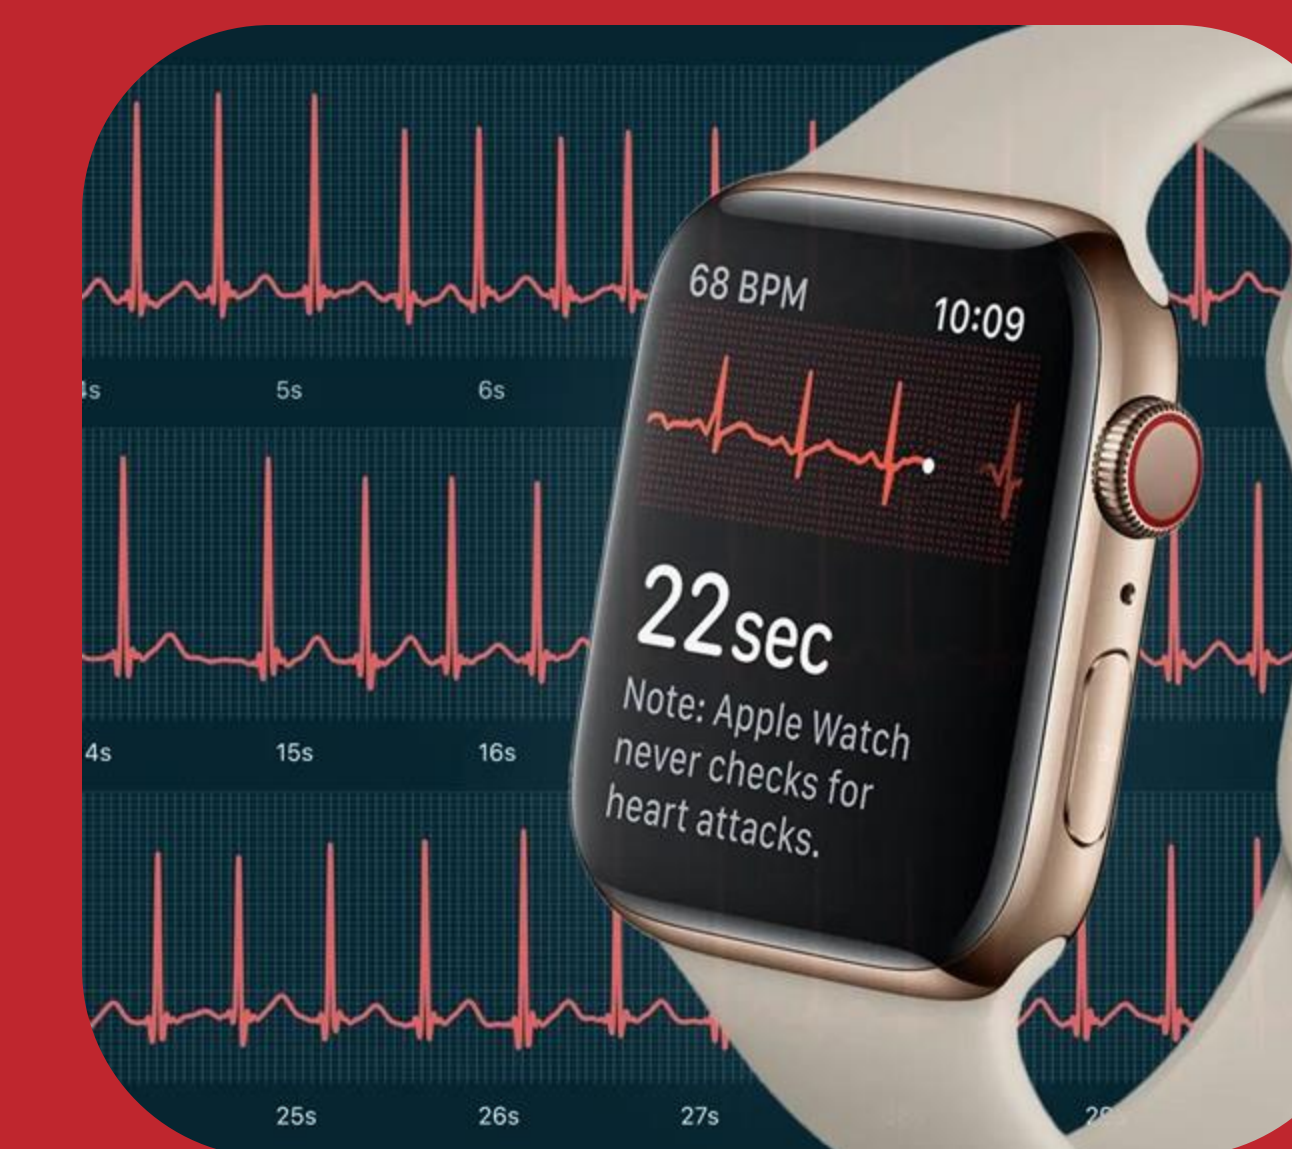 68 BPM
10:09
22sec
Note: Apple Watch
never checks for
heart attacks.
4s 5s 6s
4s 15s 16s
25s 26s 27s